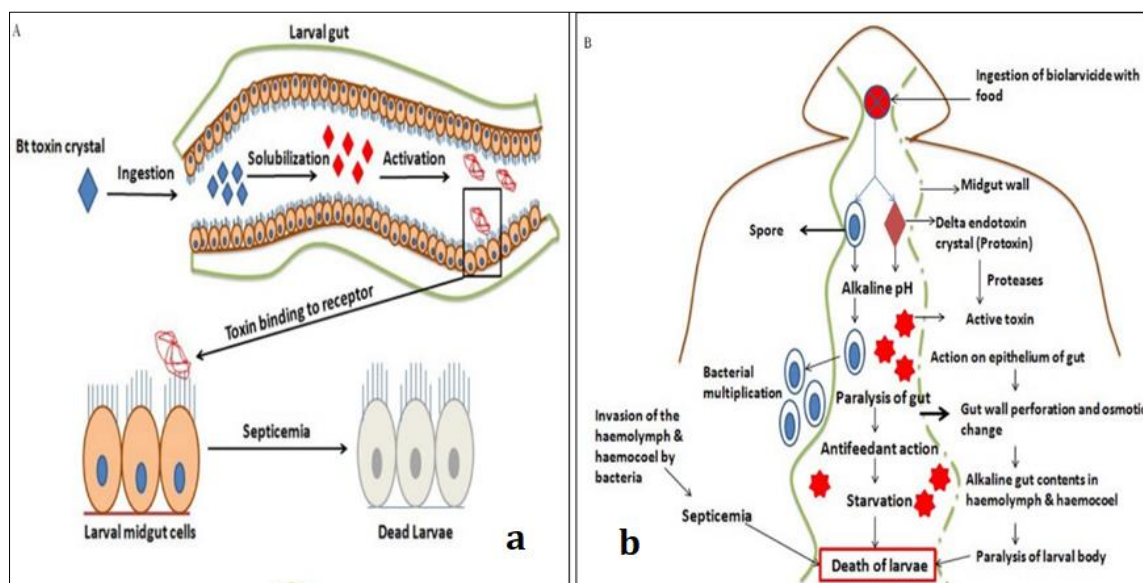 A
Larval gut
Bt toxin crystal
Ingestion
Solubilization
Activation
Toxin binding to receptor
Septicemia
Larval midgut cells
Dead Larvae
a
B
Ingestion of biolarvicide with
food
Midgut wall
Spore
Delta endotoxin
crystal (Protoxin)
Alkaline pH
Proteases
Active toxin
Bacterial
multiplication
Action on epithelium of gut
Paralysis of gut
Gut wall perforation and osmotic
change
Invasion of the
haemolymph &
haemocoel by
bacteria
Antifeedant action
Starvation
Alkaline gut contents in
haemolymph & haemocoel
Septicemia
Paralysis of larval body
Death of larvae
b